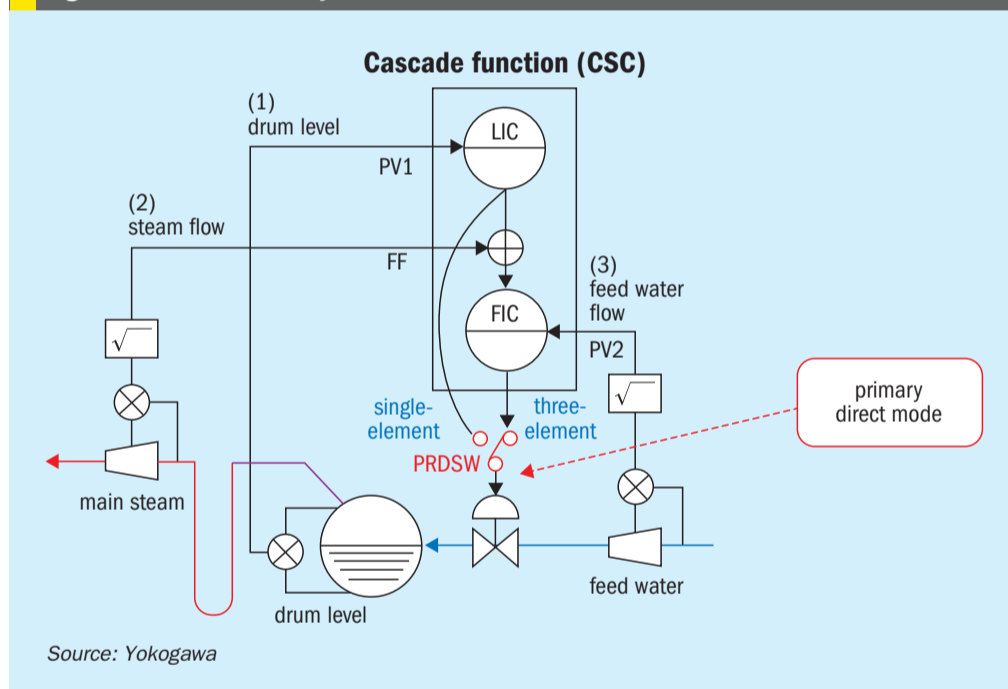 Cascade function (CSC)
(1)
drum level
LIC
PV1
(2)
steam flow
FF
(3)
feed water
flow
FIC
PV2
√
√
primary
direct mode
single-
element
three-
element
PRDSW
main steam
feed water
drum level
Source: Yokogawa